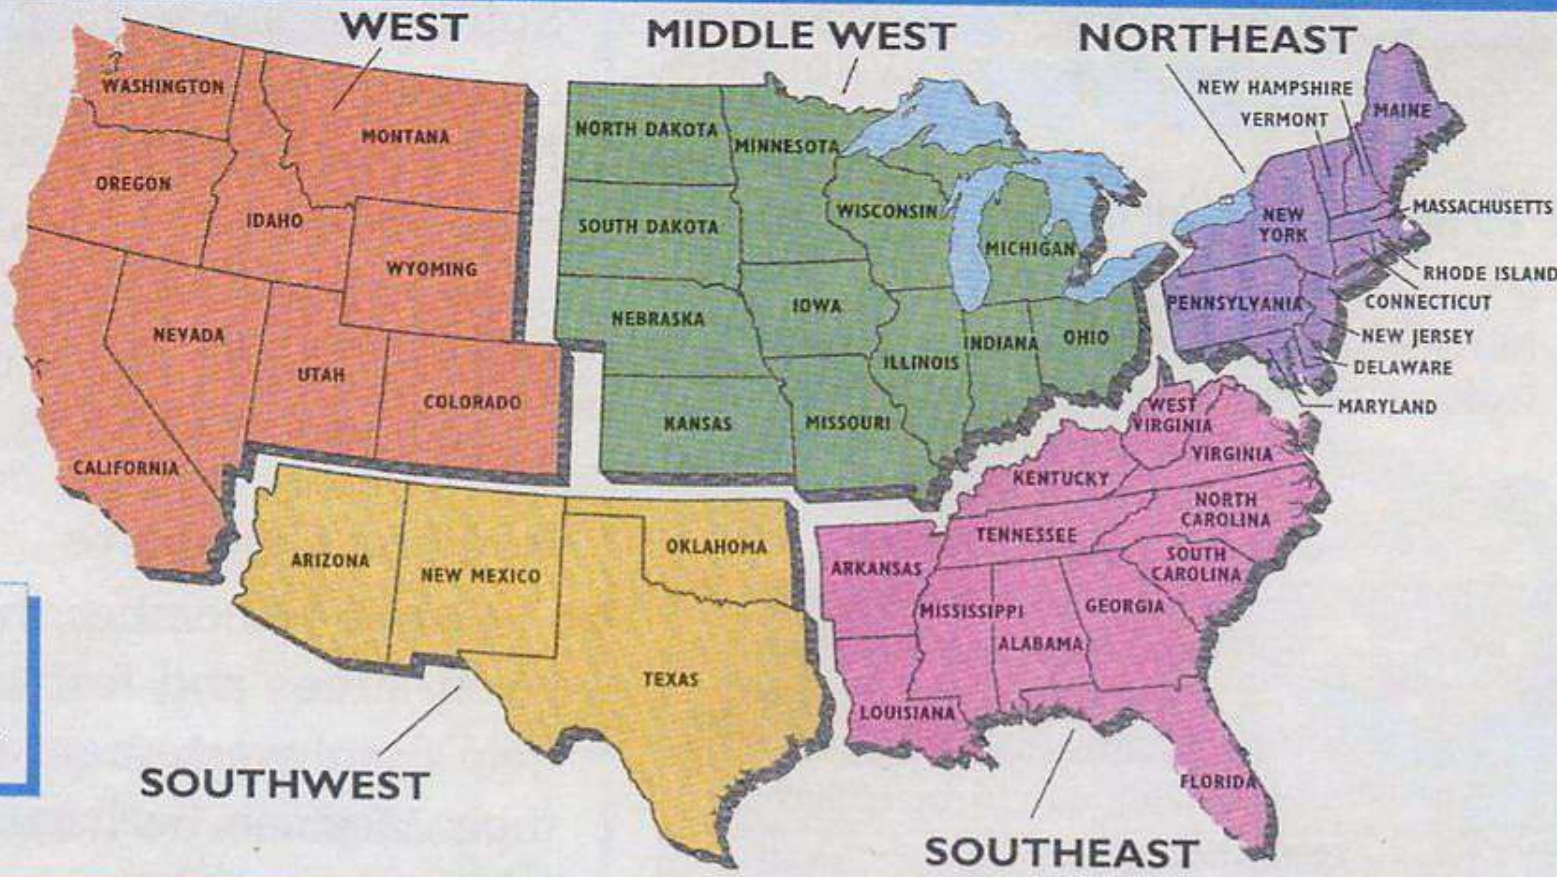 WEST
MIDDLE WEST
NORTHEAST
NEW HAMPSHIRE
VERMONT
MAINE
WASHINGTON
MONTANA
OREGON
IDAHO
WYOMING
NEVADA
UTAH
COLORADO
CALIFORNIA
NORTH DAKOTA
MINNESOTA
SOUTH DAKOTA
WISCONSIN
MICHIGAN
NEBRASKA
IOWA
ILLINOIS
INDIANA
OHIO
KANSAS
MISSOURI
NEW
YORK
MASSACHUSETTS
RHODE ISLAND
CONNECTICUT
PENNSYLVANIA
NEW JERSEY
DELAWARE
MARYLAND
WEST
VIRGINIA
VIRGINIA
KENTUCKY
NORTH
CAROLINA
TENNESSEE
SOUTH
CAROLINA
ARKANSAS
MISSISSIPPI
ALABAMA
GEORGIA
LOUISIANA
FLORIDA
ARIZONA
NEW MEXICO
OKLAHOMA
TEXAS
SOUTHWEST
SOUTHEAST